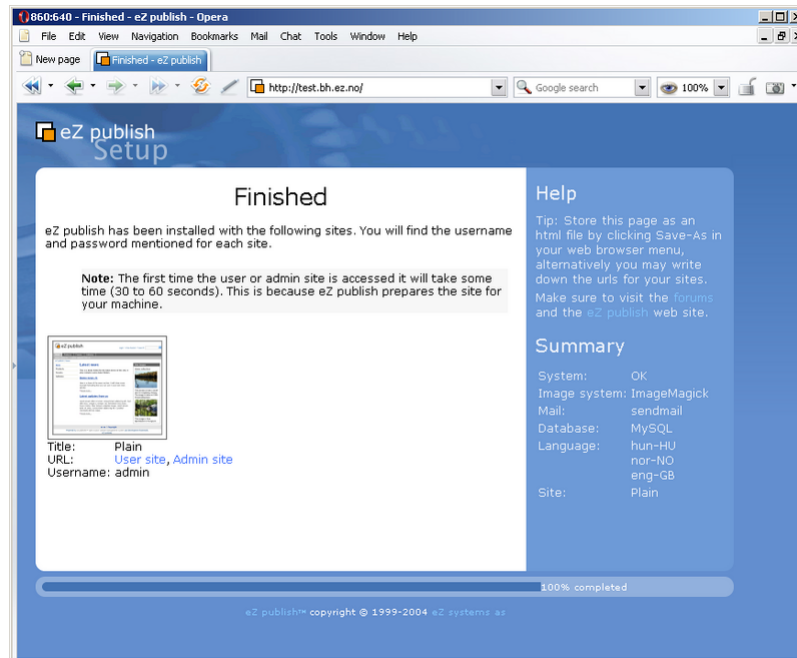 860:640 - Finished - eZ publish - Opera
File Edit View Navigation Bookmarks Mail Chat Tools Window Help
New page Finished - eZ publish
http://test.bh.ez.no/ Google search 100%
eZ publish
Setup
Finished
eZ publish has been installed with the following sites. You will find the username
and password mentioned for each site.
Note: The first time the user or admin site is accessed it will take some
time (30 to 60 seconds). This is because eZ publish prepares the site for
your machine.
eZ publish
Title: Plain
URL: User site, Admin site
Username: admin
Help
Tip: Store this page as an
html file by clicking Save-As in
your web browser menu,
alternatively you may write
down the urls for your sites.
Make sure to visit the forums
and the eZ publish web site.
Summary
System: OK
Image system: ImageMagick
Mail: sendmail
Database: MySQL
Language: hun-HU
nor-NO
eng-GB
Site: Plain
100% completed
eZ publish™ copyright © 1999-2004 eZ systems as